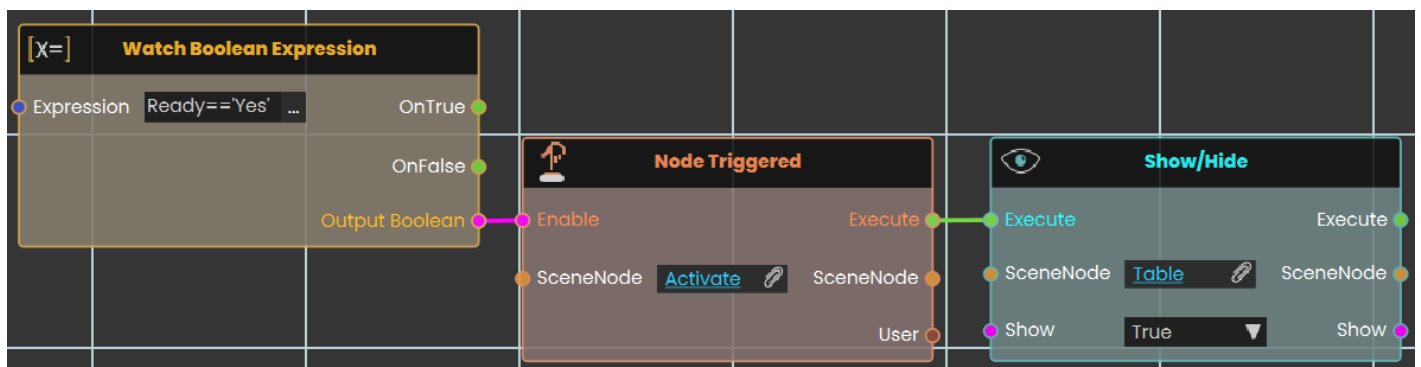 [x=] Watch Boolean Expression
Expression Ready=='Yes' ... OnTrue
OnFalse
Output Boolean
Node Triggered
Enable Execute
SceneNode Activate SceneNode
User
Show/Hide
Execute Execute
SceneNode Table SceneNode
Show True Show